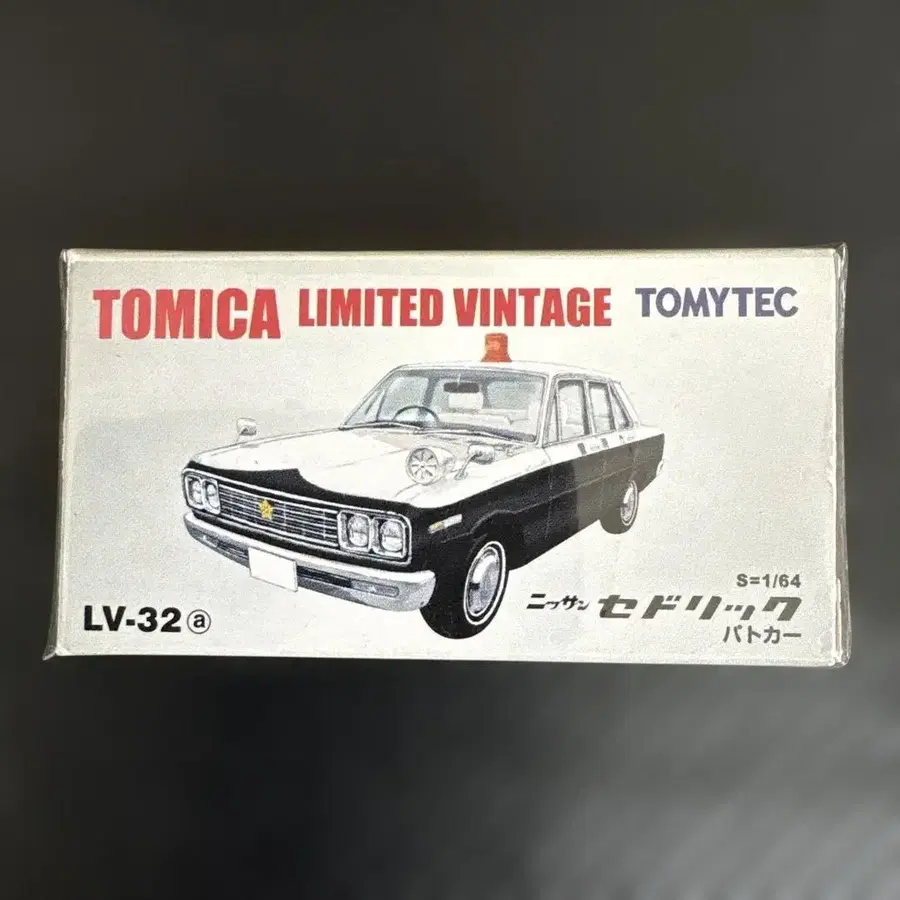 TOMICA LIMITED VINTAGE TOMYTEC
S=1/64
LV-32 ⓐ ニッサン セドリック
パトカー